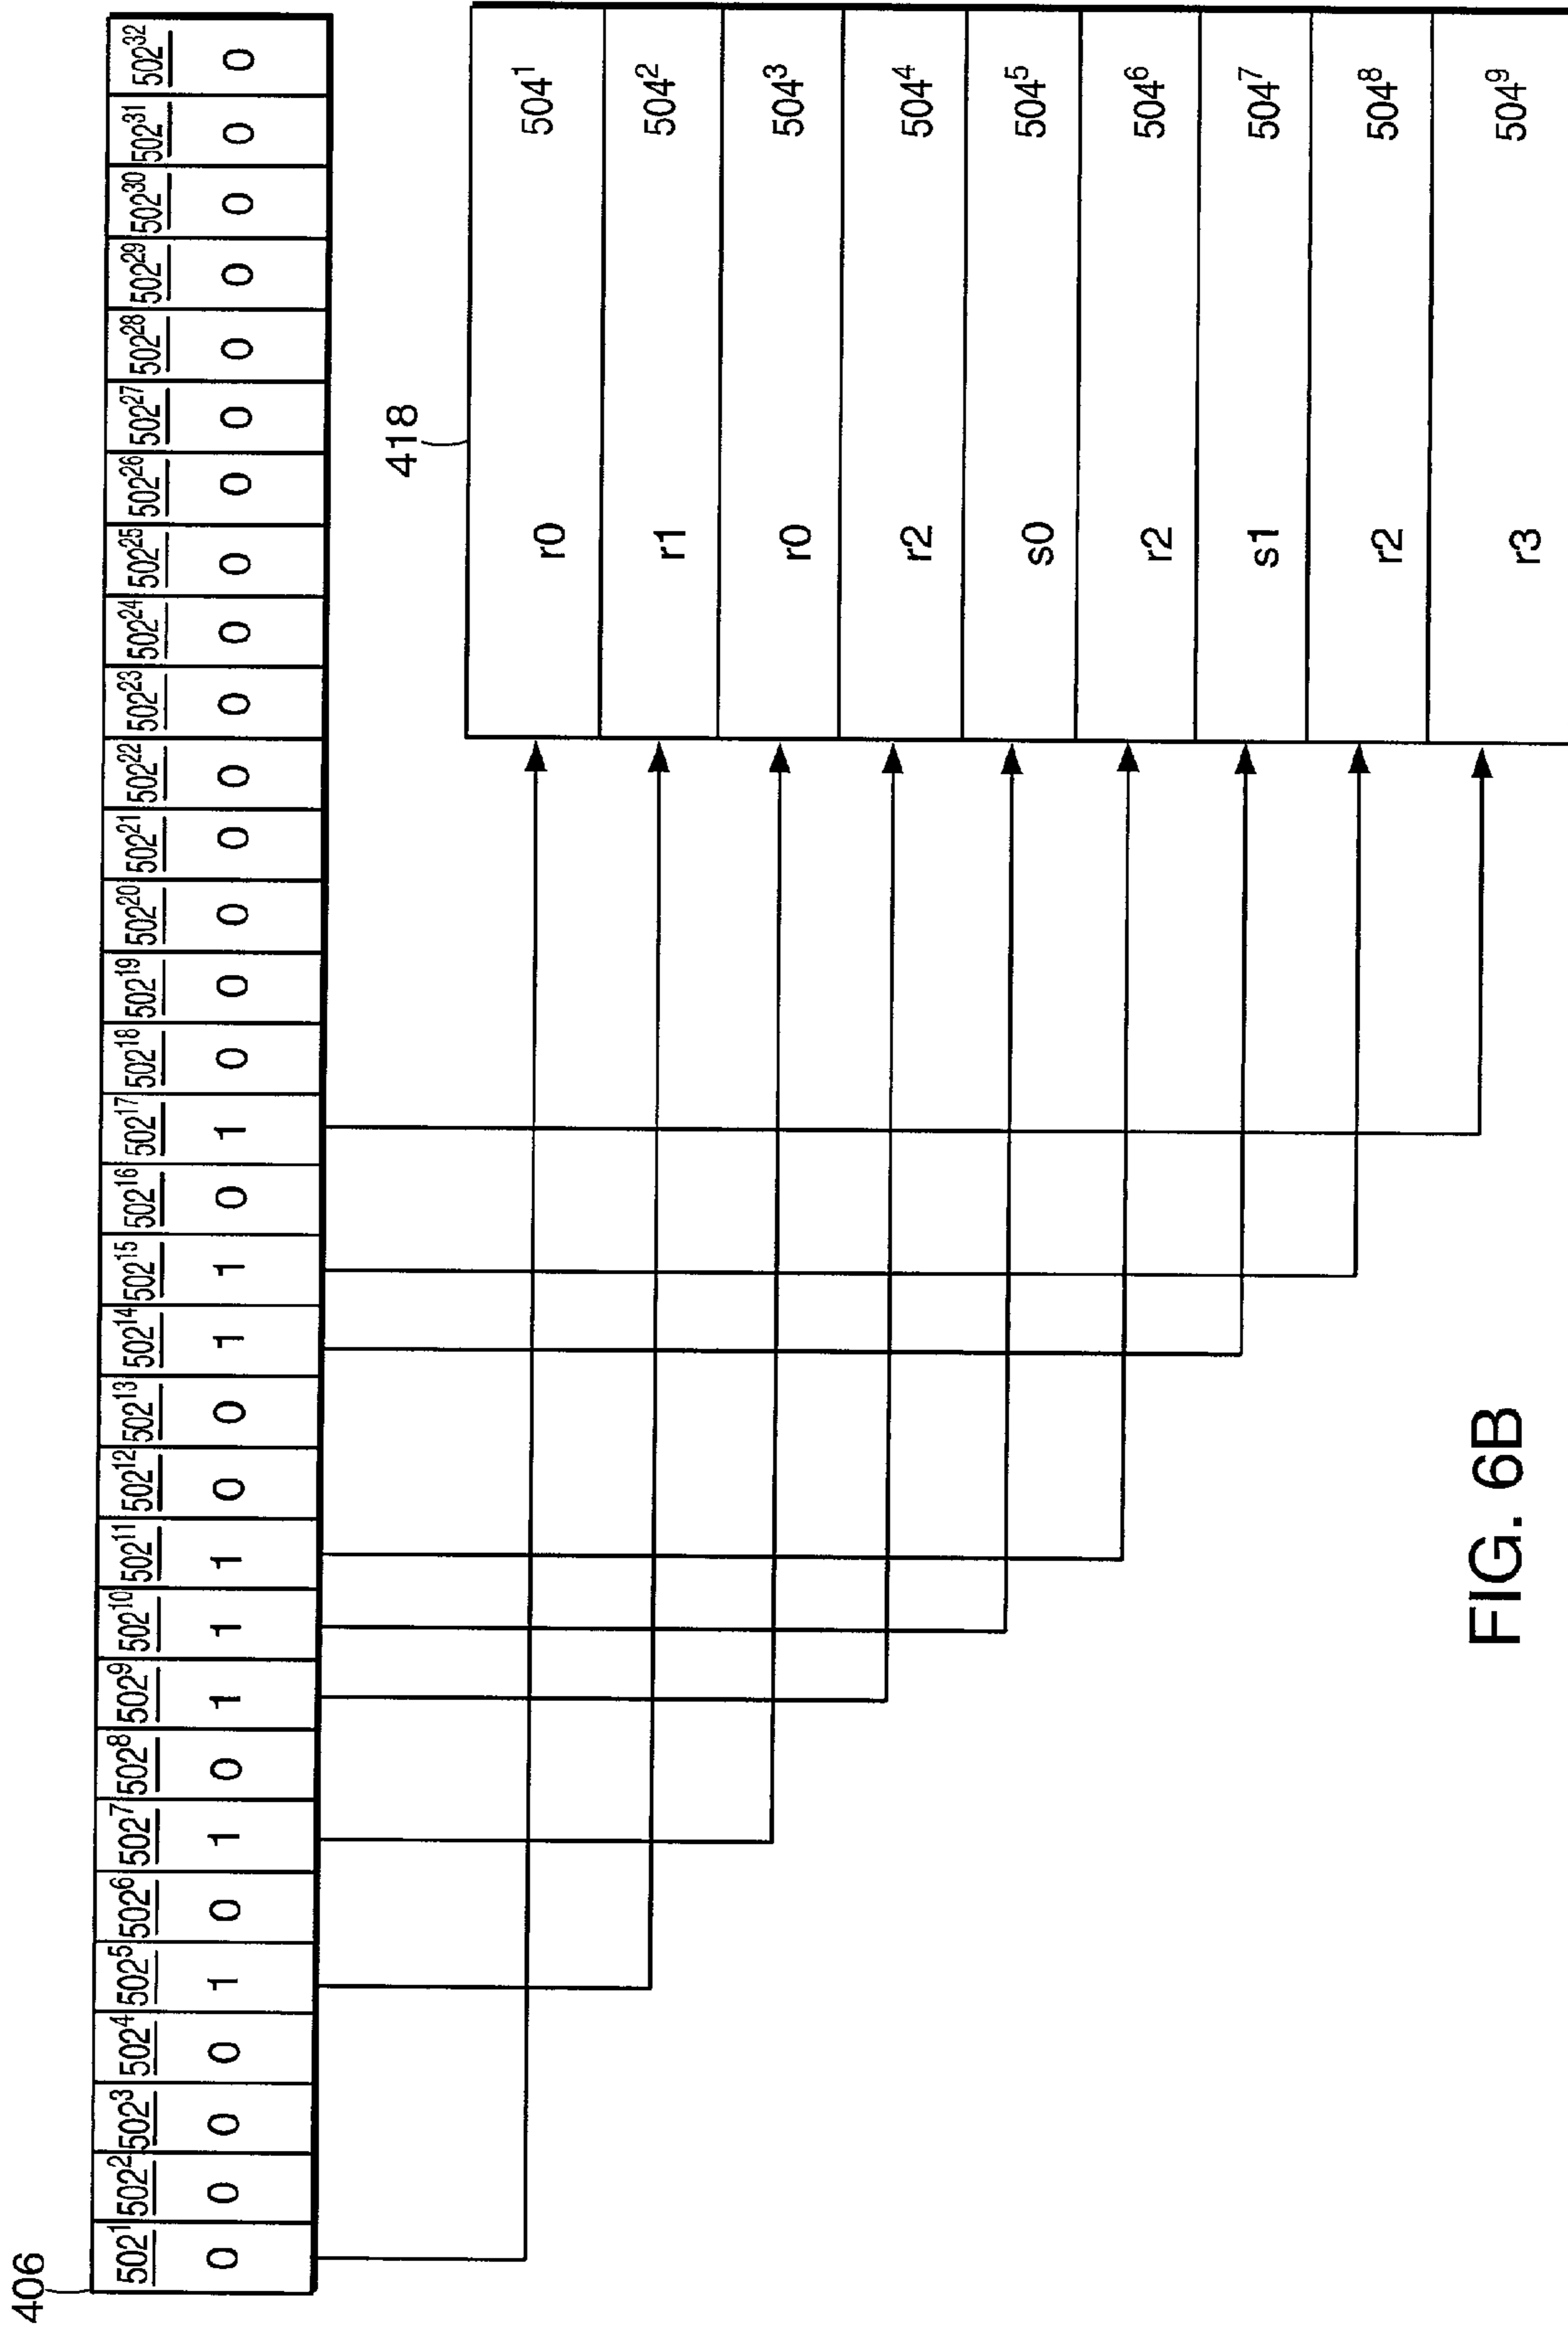 406
502¹ 502² 502³ 502⁴ 502⁵ 502⁶ 502⁷ 502⁸ 502⁹ 502¹⁰ 502¹¹ 502¹² 502¹³ 502¹⁴ 502¹⁵ 502¹⁶ 502¹⁷ 502¹⁸ 502¹⁹ 502²⁰ 502²¹ 502²² 502²³ 502²⁴ 502²⁵ 502²⁶ 502²⁷ 502²⁸ 502²⁹ 502³⁰ 502³¹ 502³²
0 0 0 0 1 0 1 0 1 1 1 0 0 1 1 0 1 0 0 0 0 0 0 0 0 0 0 0 0 0 0 0
418
r0 504¹
r1 504²
r0 504³
r2 504⁴
s0 504⁵
r2 504⁶
s1 504⁷
r2 504⁸
r3 504⁹
FIG. 6B